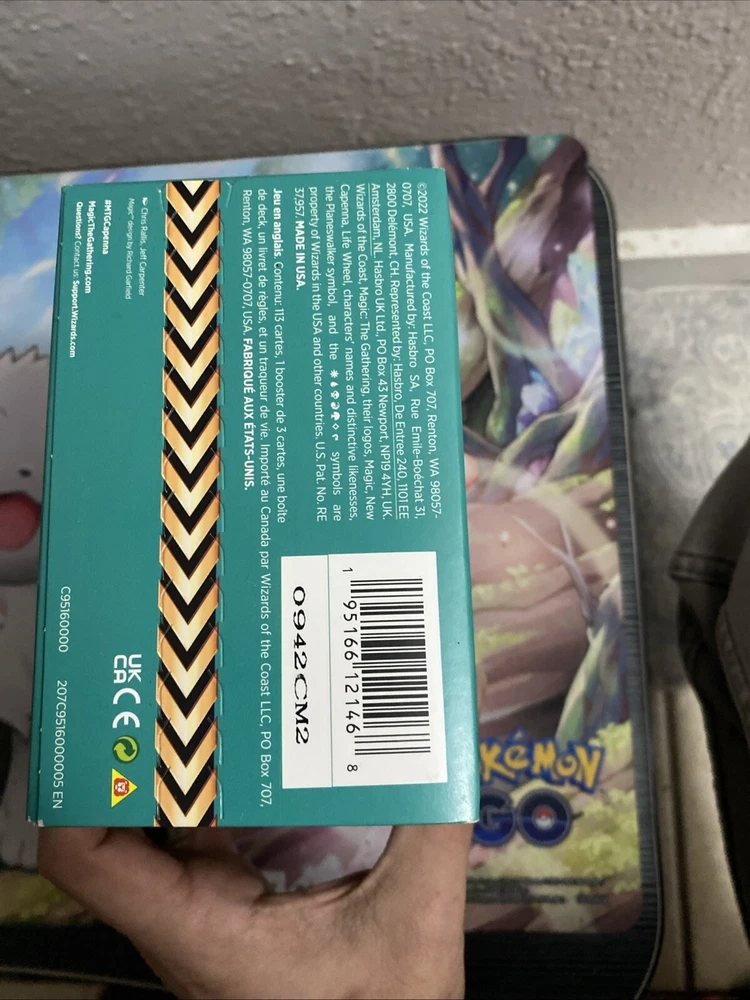 ©2022 Wizards of the Coast LLC, PO Box 707, Renton, WA 98057-
0707, USA. Manufactured by: Hasbro SA, Rue Emile-Boéchat 31,
2800 Delémont, CH. Represented by: Hasbro, De Entree 240, 1101 EE
Amsterdam, NL. Hasbro UK Ltd., PO Box 43 Newport, NP19 4YH, UK.
Wizards of the Coast, Magic: The Gathering, their logos, Magic, New
Capenna, Life Wheel, characters' names and distinctive likenesses,
the Planeswalker symbol, and the symbols are
property of Wizards in the USA and other countries. U.S. Pat. No. RE
37,957. MADE IN USA.
Jeu en anglais. Contenu: 113 cartes, 1 booster de 3 cartes, une boîte
de deck, un livret de règles, et un traqueur de vie. Importé au Canada par Wizards of the Coast LLC, PO Box 707,
Renton, WA 98057-0707, USA. FABRIQUÉ AUX ÉTATS-UNIS.
1 95166 12146 8
0942CM2
Chris Rallis, Jeff Carpenter
Magic™ design by Richard Garfield
#MTGCapenna
MagicTheGathering.com
Questions? Contact us: Support.Wizards.com
UK
CA CE
C95160000 207C9516000005 EN
POKÉMON
GO